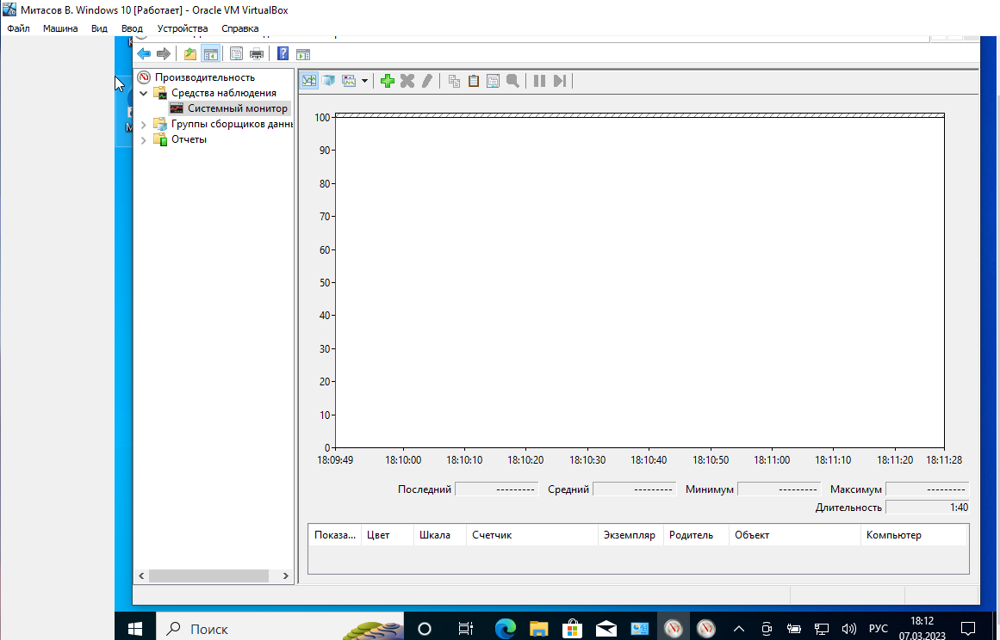 Митасов В. Windows 10 [Работает] - Oracle VM VirtualBox
Файл Машина Вид Ввод Устройства Справка
Производительность
Средства наблюдения
Системный монитор
Группы сборщиков даннь
Отчеты
100
90
80
70
60
50
40
30
20
10
0
18:09:49 18:10:00 18:10:10 18:10:20 18:10:30 18:10:40 18:10:50 18:11:00 18:11:10 18:11:20 18:11:28
Последний --------- Средний --------- Минимум --------- Максимум ---------
Длительность 1:40
Показа... Цвет Шкала Счетчик Экземпляр Родитель Объект Компьютер
Поиск
РУС
18:12
07.03.2023